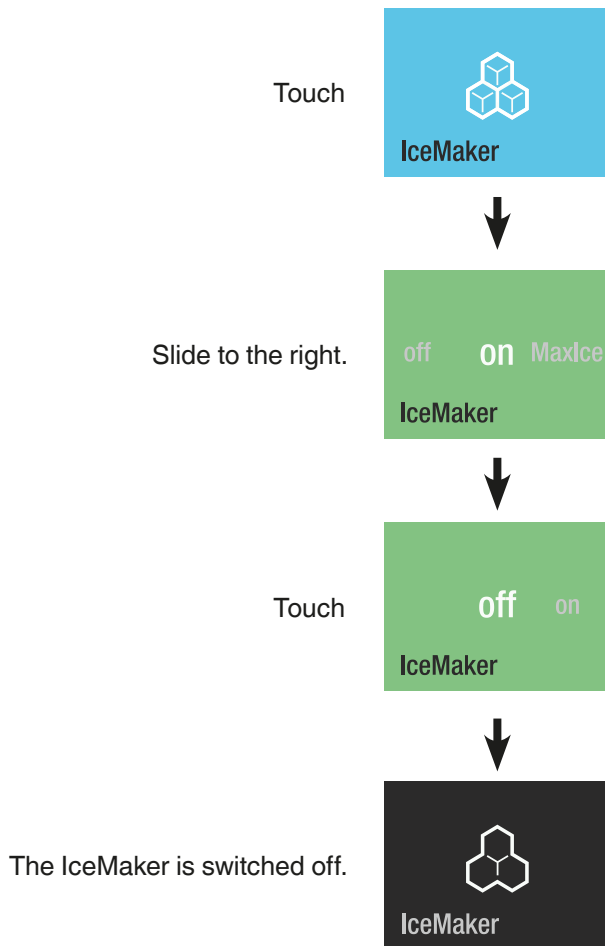 Touch
IceMaker
Slide to the right.
off on MaxIce
IceMaker
Touch
off on
IceMaker
The IceMaker is switched off.
IceMaker